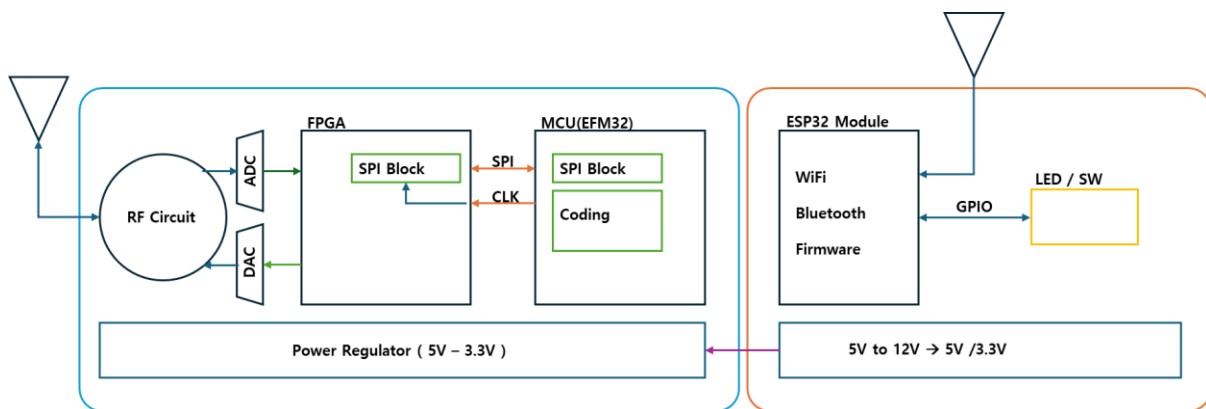 FPGA
SPI Block
MCU(EFM32)
SPI Block
Coding
SPI
CLK
ADC
DAC
RF Circuit
Power Regulator ( 5V – 3.3V )
ESP32 Module
WiFi
Bluetooth
Firmware
GPIO
LED / SW
5V to 12V → 5V /3.3V